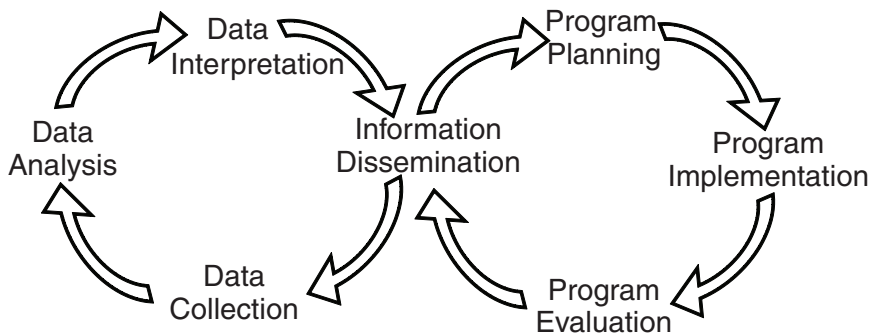 Data
Interpretation
Program
Planning
Data
Analysis
Information
Dissemination
Program
Implementation
Data
Collection
Program
Evaluation